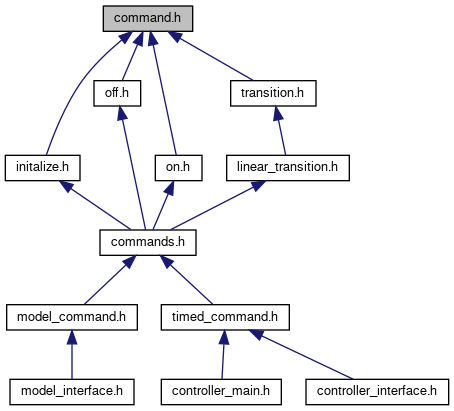 command.h
off.h
transition.h
initalize.h
on.h
linear_transition.h
commands.h
model_command.h
timed_command.h
model_interface.h
controller_main.h
controller_interface.h